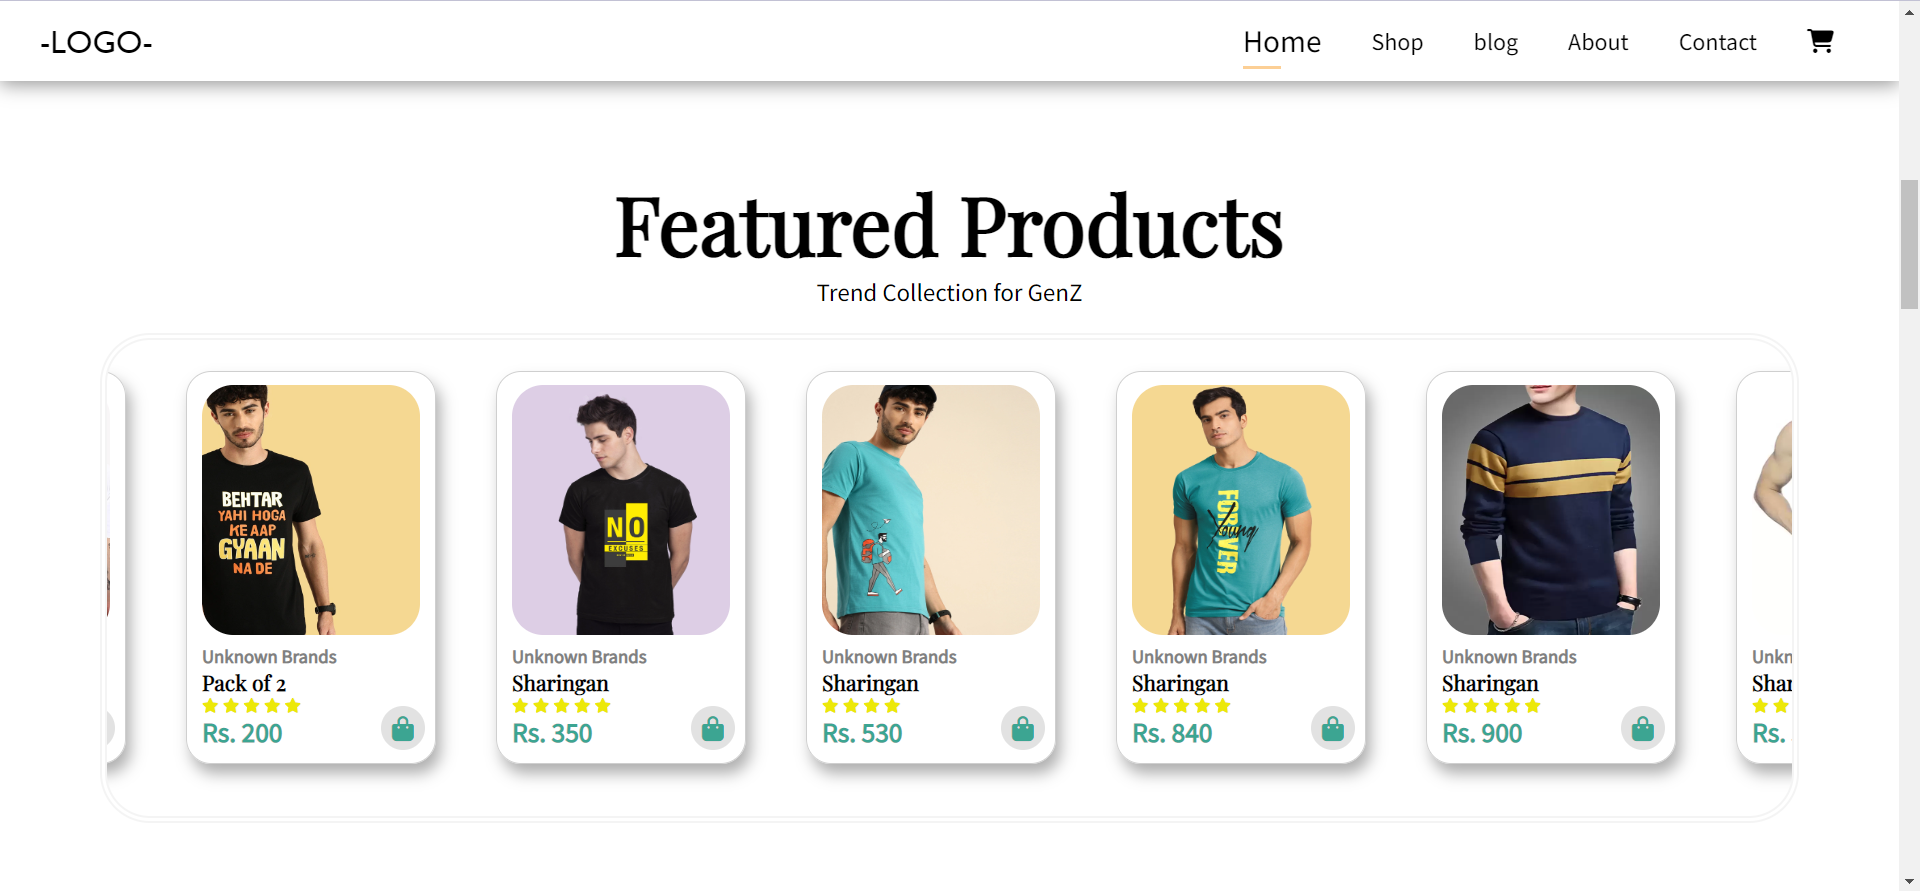 -LOGO-
Home
Shop
blog
About
Contact
Featured Products
Trend Collection for GenZ
BEHTAR
YAHI HOGA
KE AAP
GYAAN
NA DE
Unknown Brands
Pack of 2
Rs. 200
NO
EXCUSES
Unknown Brands
Sharingan
Rs. 350
Unknown Brands
Sharingan
Rs. 530
FOREVER
Young
Unknown Brands
Sharingan
Rs. 840
Unknown Brands
Sharingan
Rs. 900
Unkn
Shar
Rs.